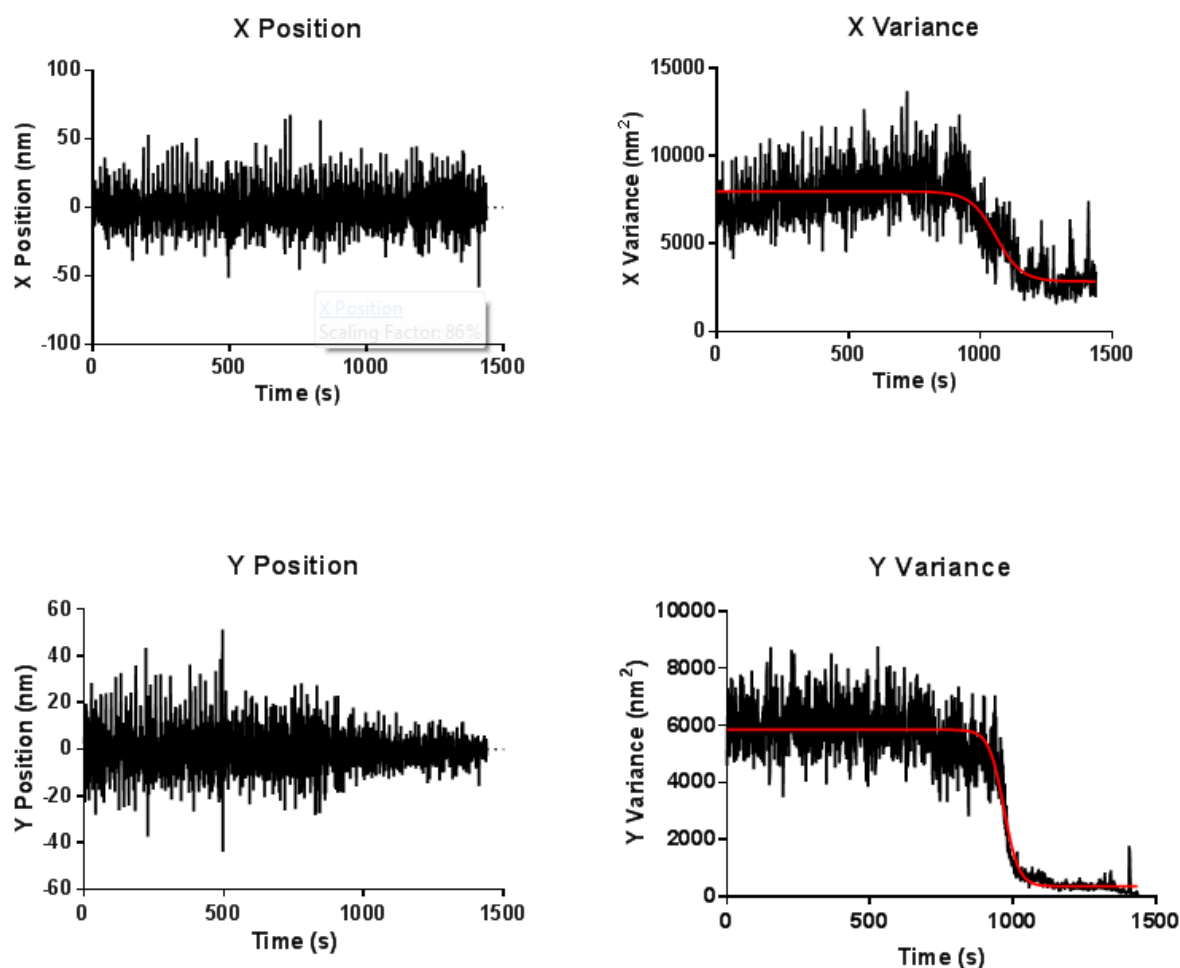 X Position
100
50
0
-50
-100
X Position (nm)
X Position
Scaling Factor: 86%
0 500 1000 1500
Time (s)
X Variance
15000
10000
5000
0
X Variance (nm²)
0 500 1000 1500
Time (s)
Y Position
60
40
20
0
-20
-40
-60
Y Position (nm)
0 500 1000 1500
Time (s)
Y Variance
10000
8000
6000
4000
2000
0
Y Variance (nm²)
0 500 1000 1500
Time (s)